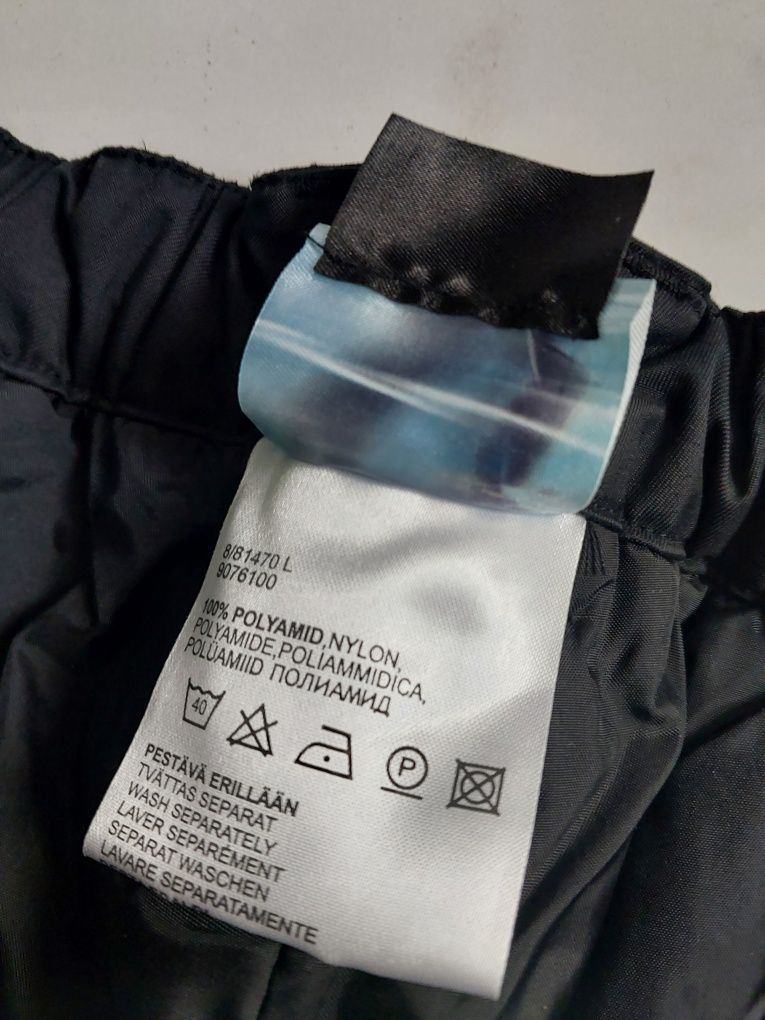 8/81470 L
9076100
100% POLYAMID,NYLON,
POLYAMIDE,POLIAMMIDICA,
POLÜAMIID ПОЛИАМИД
40
P
PESTÄVÄ ERILLÄÄN
TVÄTTAS SEPARAT
WASH SEPARATELY
LAVER SEPARÉMENT
SEPARAT WASCHEN
LAVARE SEPARATAMENTE